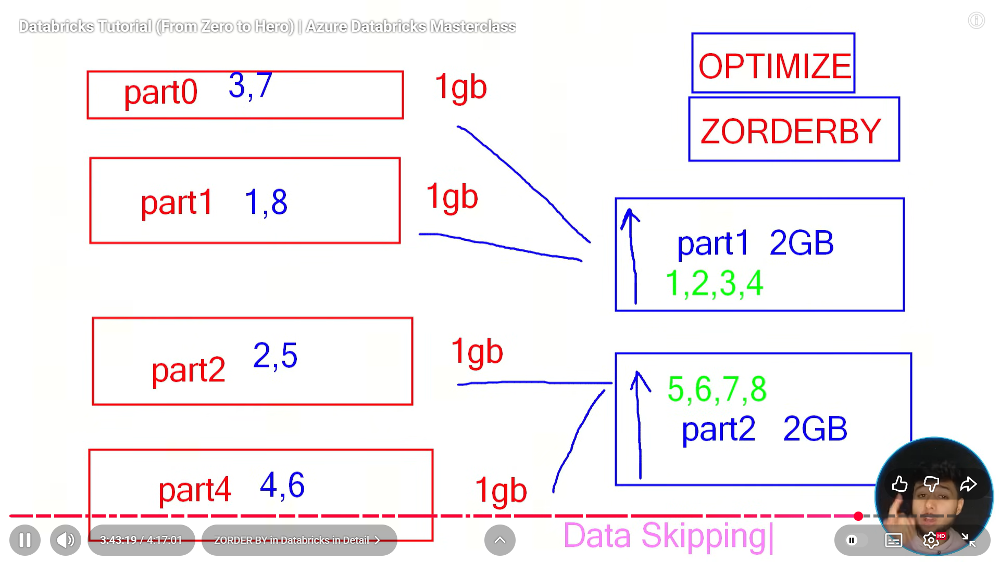 Databricks Tutorial (From Zero to Hero) | Azure Databricks Masterclass
OPTIMIZE
ZORDERBY
part0 3,7
1gb
part1 1,8
1gb
part1 2GB
1,2,3,4
part2 2,5
1gb
5,6,7,8
part2 2GB
part4 4,6
1gb
Data Skipping
3:43:19 / 4:17:01
ZORDER BY in Databricks in Detail
HD